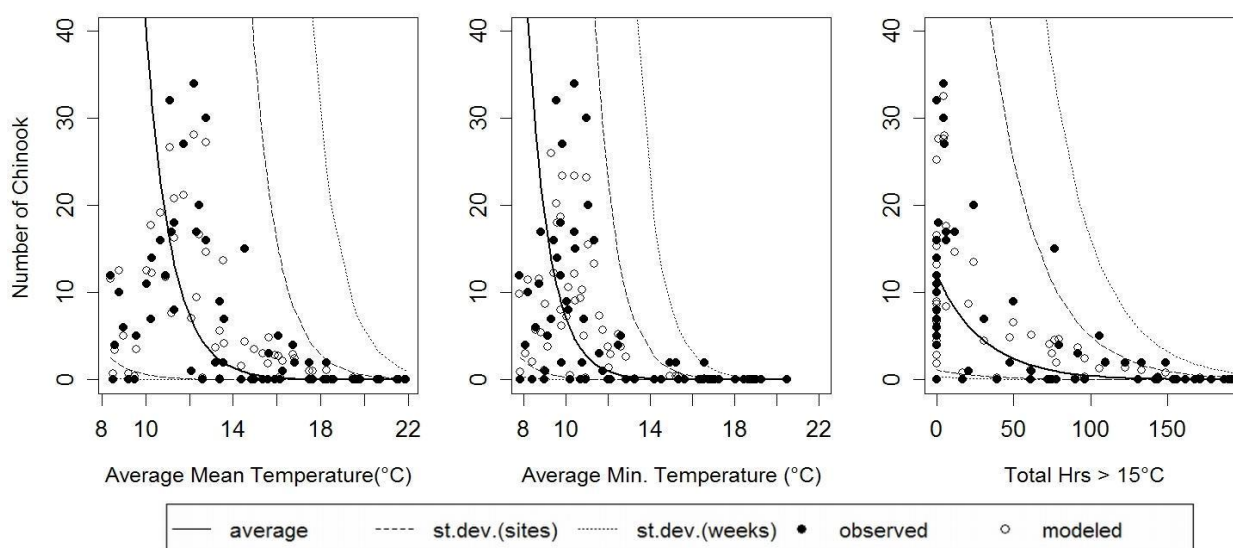 Number of Chinook
40
30
20
10
0
8 10 14 18 22
Average Mean Temperature(°C)
40
30
20
10
0
8 10 14 18 22
Average Min. Temperature (°C)
40
30
20
10
0
0 50 100 150
Total Hrs > 15°C
average st.dev.(sites) st.dev.(weeks) observed modeled